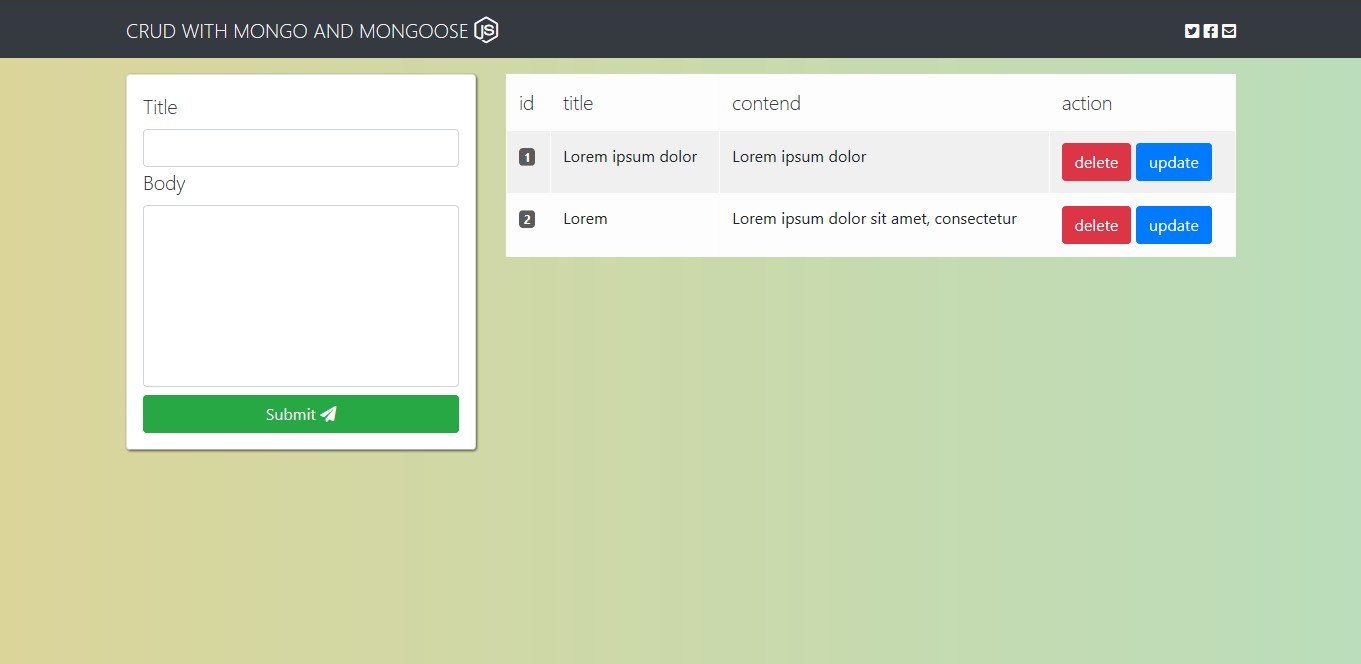 CRUD WITH MONGO AND MONGOOSE JS
Title
Body
Submit
id title contend action
1 Lorem ipsum dolor Lorem ipsum dolor delete update
2 Lorem Lorem ipsum dolor sit amet, consectetur delete update